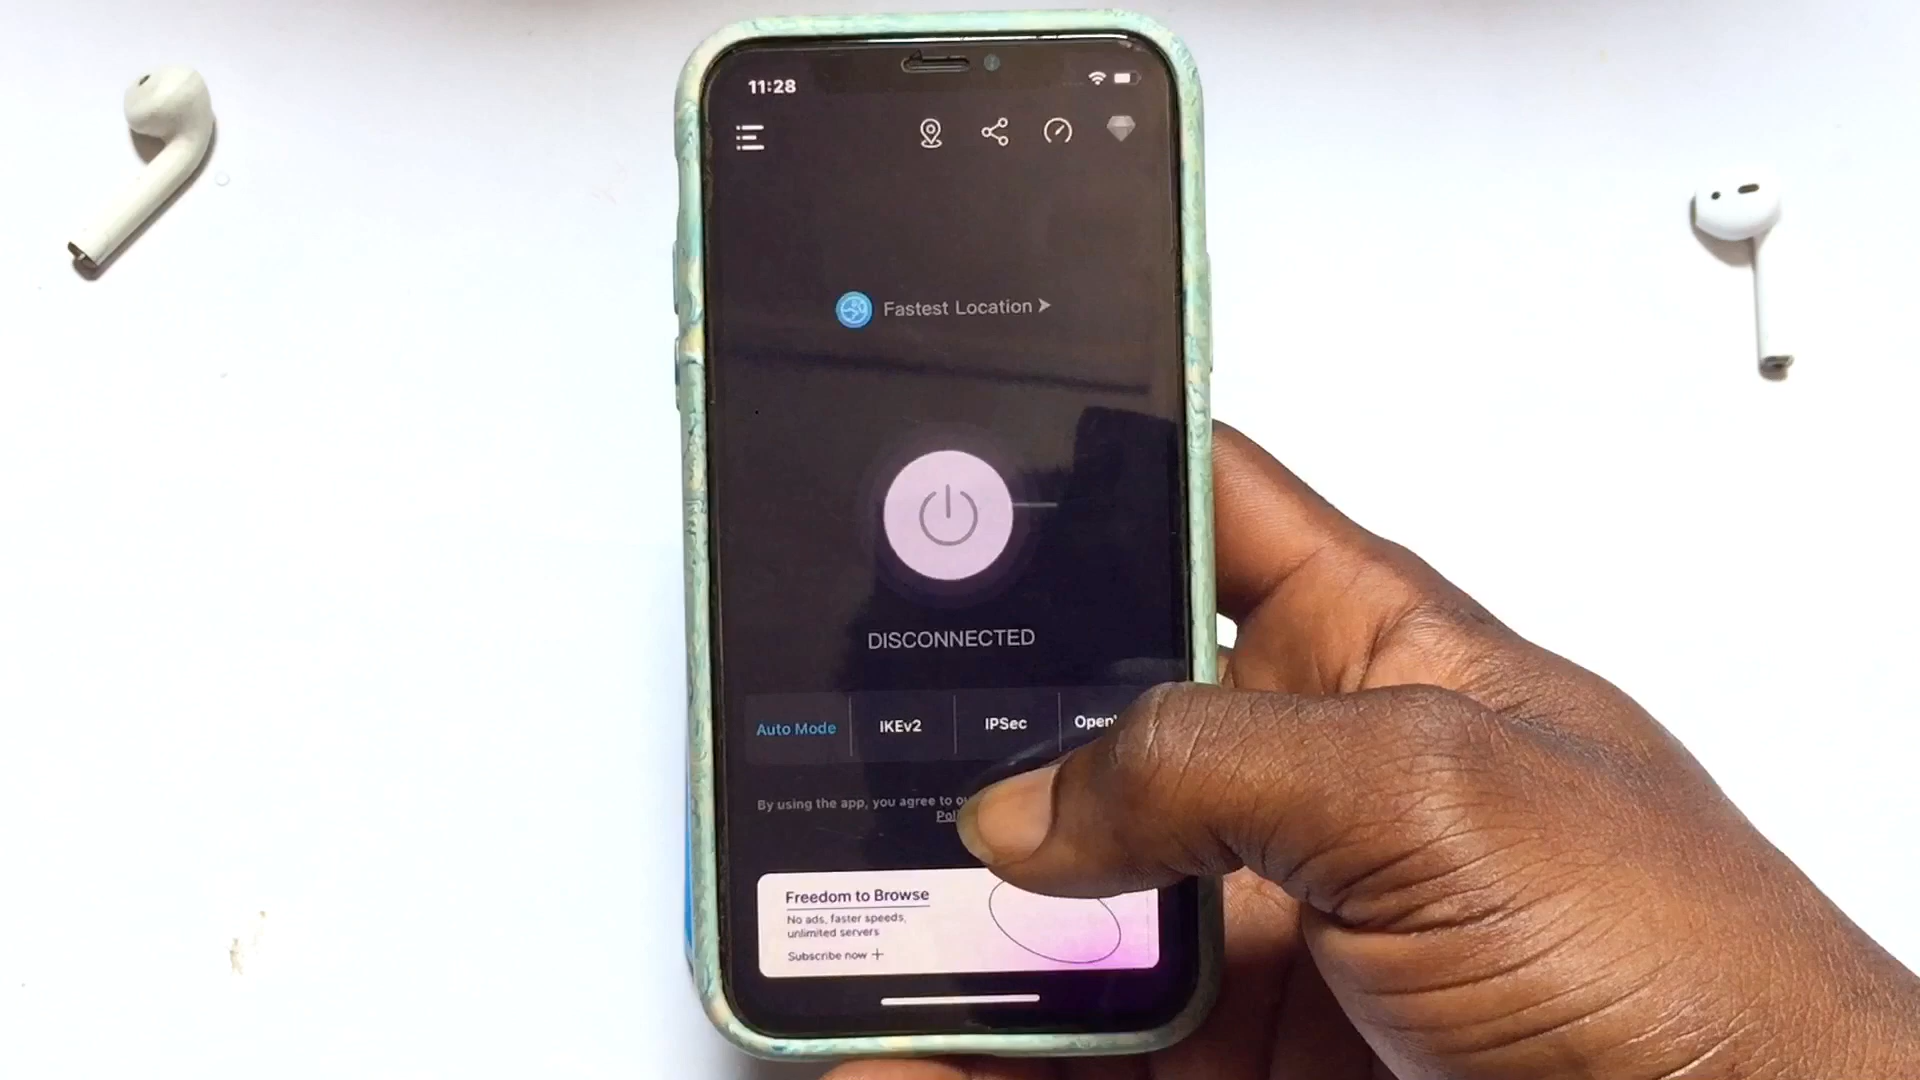 11:28
Fastest Location
DISCONNECTED
Auto Mode
IKEv2
IPSec
Open
By using the app, you agree to
Freedom to Browse
No ads, faster speeds,
unlimited servers
Subscribe now +